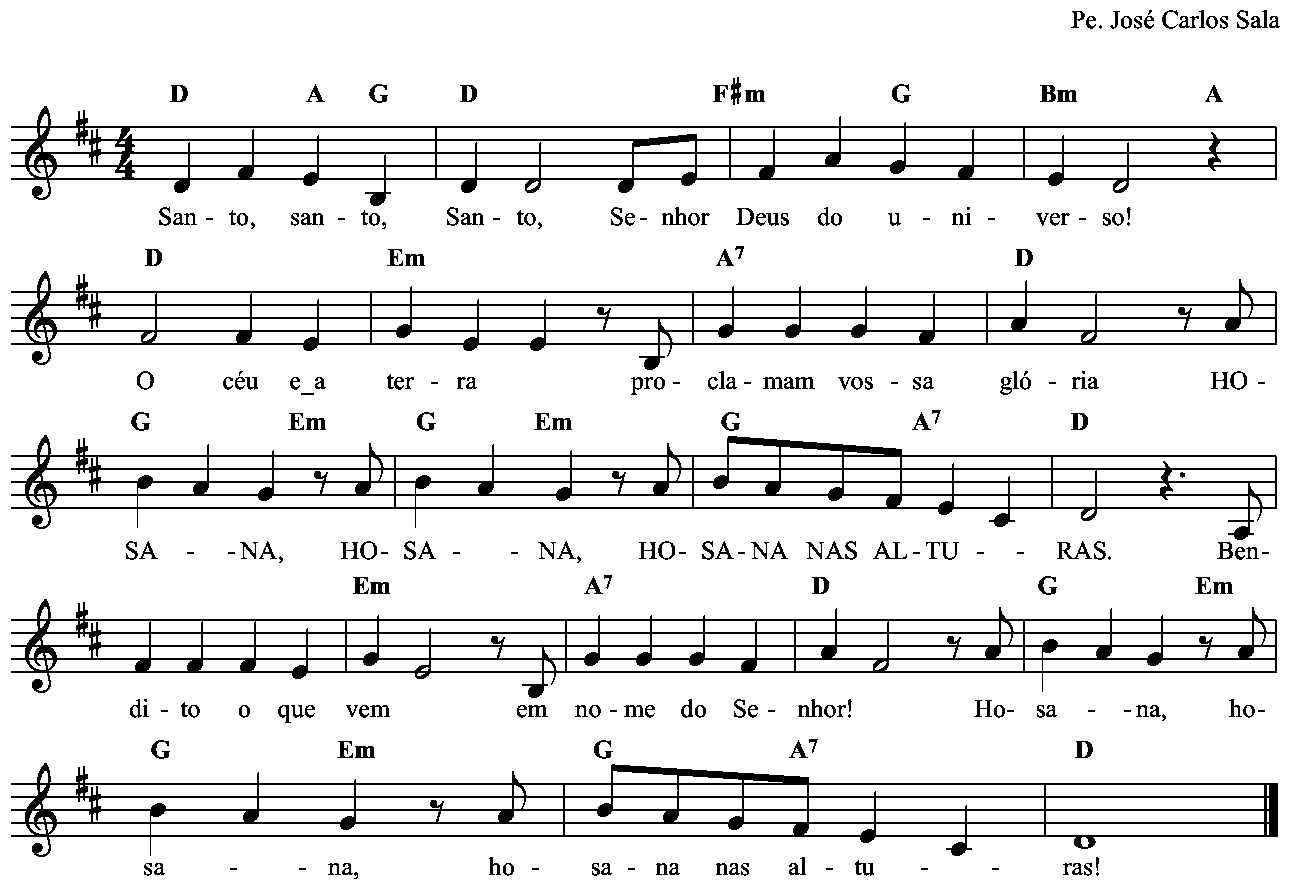 Pe. José Carlos Sala
D A G D F#m G Bm A
4/4
San - to, san - to, San - to, Se - nhor Deus do u - ni - ver - so!
D Em A7 D
O céu e_a ter - ra pro - cla - mam vos - sa gló - ria HO -
G Em G Em G A7 D
SA - - NA, HO- SA - - NA, HO- SA - NA NAS AL - TU - - RAS. Ben-
Em A7 D G Em
di - to o que vem em no - me do Se - nhor! Ho- sa - - na, ho-
G Em G A7 D
sa - - na, ho - sa - na nas al - tu - - ras!